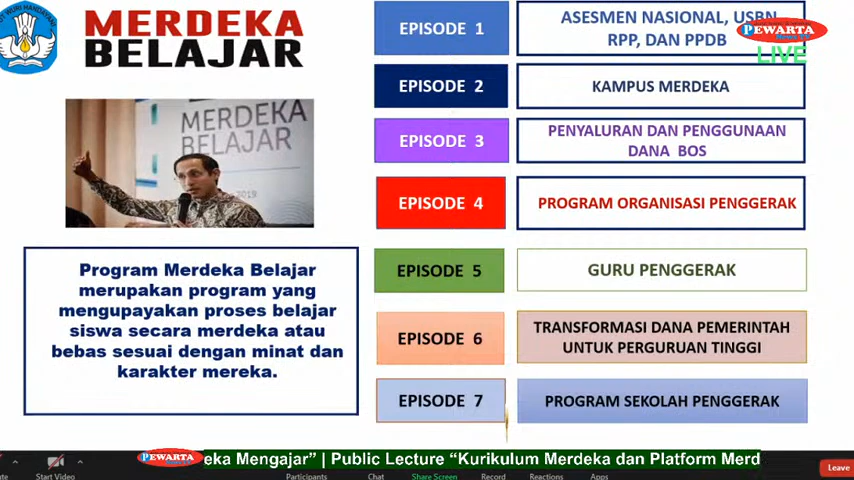 MERDEKA
BELAJAR
MERDEKA
BELAJAR
2019
Program Merdeka Belajar
merupakan program yang
mengupayakan proses belajar
siswa secara merdeka atau
bebas sesuai dengan minat dan
karakter mereka.
EPISODE 1
ASESMEN NASIONAL, USBN,
RPP, DAN PPDB
EPISODE 2
KAMPUS MERDEKA
EPISODE 3
PENYALURAN DAN PENGGUNAAN
DANA BOS
EPISODE 4
PROGRAM ORGANISASI PENGGERAK
EPISODE 5
GURU PENGGERAK
EPISODE 6
TRANSFORMASI DANA PEMERINTAH
UNTUK PERGURUAN TINGGI
EPISODE 7
PROGRAM SEKOLAH PENGGERAK
PEWARTA
LIVE
PEWARTA
eka Mengajar” | Public Lecture “Kurikulum Merdeka dan Platform Merd
Start Video
Participants
Chat
Share Screen
Record
Reactions
Apps
Leave